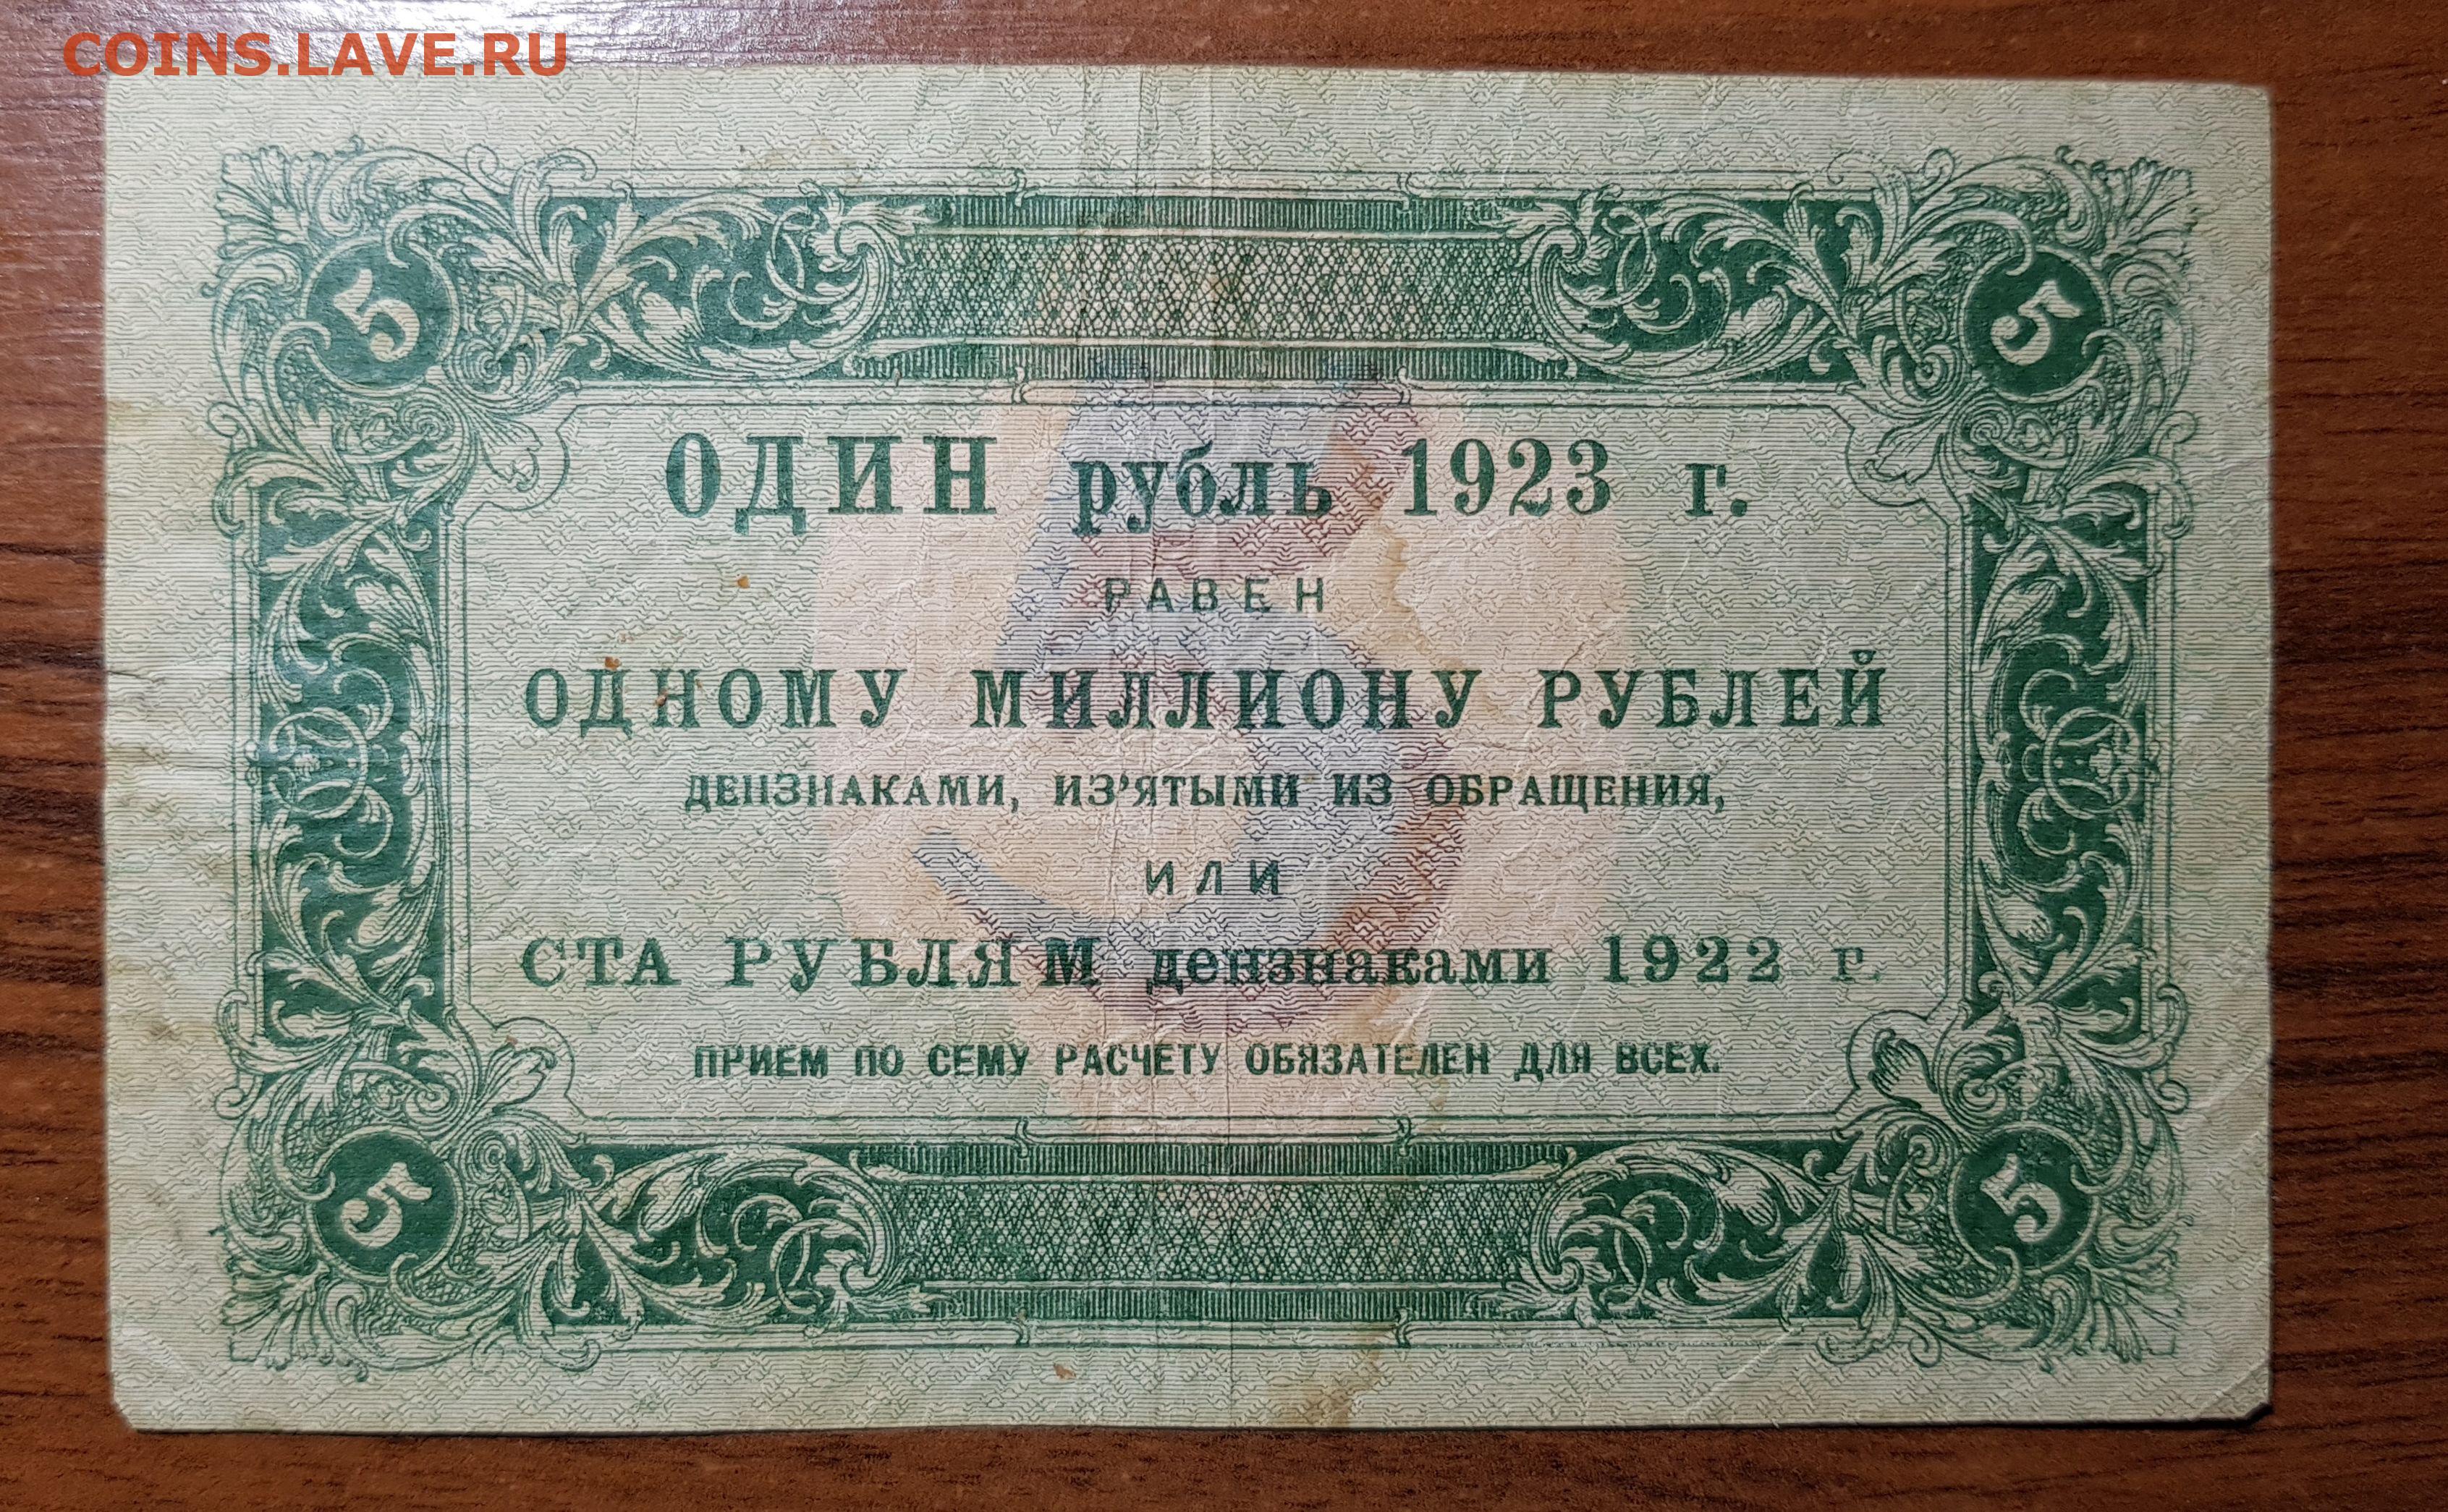 COINS.LAVE.RU
5 5
ОДИН рубль 1923 г.
РАВЕН
ОДНОМУ МИЛЛИОНУ РУБЛЕЙ
ДЕНЗНАКАМИ, ИЗ'ЯТЫМИ ИЗ ОБРАЩЕНИЯ,
ИЛИ
СТА РУБЛЯМ дензнаками 1922 г.
ПРИЕМ ПО СЕМУ РАСЧЕТУ ОБЯЗАТЕЛЕН ДЛЯ ВСЕХ.
5 5
5